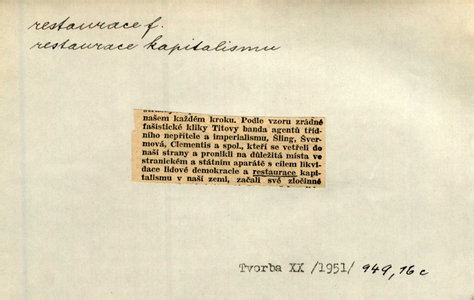 restaurace f.
restaurace kapitalismu
našem každém kroku. Podle vzoru zrádné
fašistické kliky Titovy banda agentů tříd-
ního nepřítele a imperialismu, Šling, Šver-
mová, Clementis a spol., kteří se vetřeli do
naší strany a pronikli na důležitá místa ve
stranickém a státním aparátě s cílem likvi-
dace lidové demokracie a restaurace kapi-
talismu v naší zemi, začali své zločinné
Tvorba XX /1951/ 949, 16 c